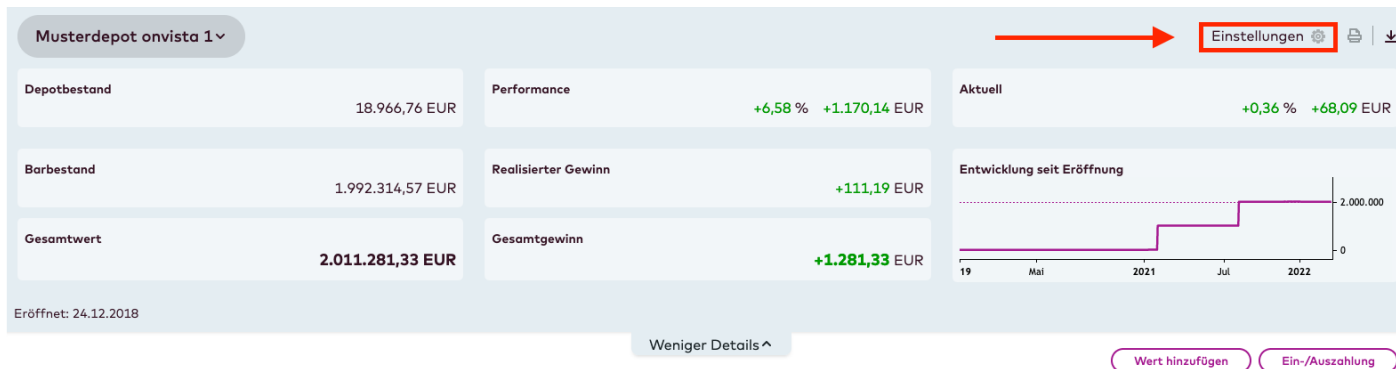 Musterdepot onvista 1
Einstellungen
Depotbestand
18.966,76 EUR
Performance
+6,58 % +1.170,14 EUR
Aktuell
+0,36 % +68,09 EUR
Barbestand
1.992.314,57 EUR
Realisierter Gewinn
+111,19 EUR
Entwicklung seit Eröffnung
2.000.000
0
19 Mai 2021 Jul 2022
Gesamtwert
2.011.281,33 EUR
Gesamtgewinn
+1.281,33 EUR
Eröffnet: 24.12.2018
Weniger Details
Wert hinzufügen
Ein-/Auszahlung